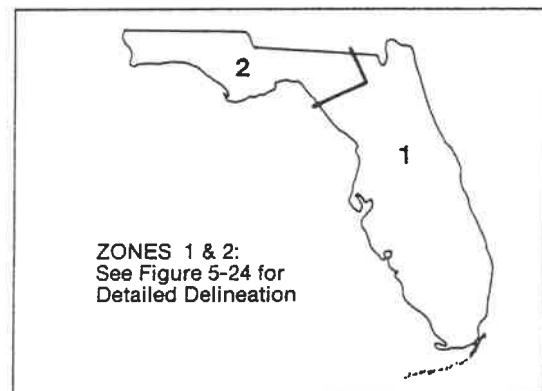 2
1
ZONES 1 & 2:
See Figure 5-24 for
Detailed Delineation